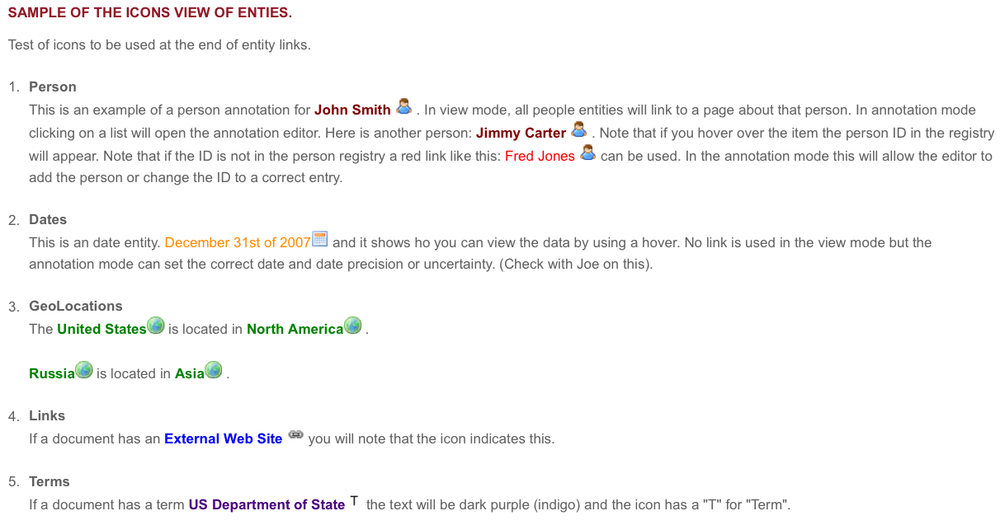 SAMPLE OF THE ICONS VIEW OF ENTIES.
Test of icons to be used at the end of entity links.
1. Person
This is an example of a person annotation for John Smith . In view mode, all people entities will link to a page about that person. In annotation mode
clicking on a list will open the annotation editor. Here is another person: Jimmy Carter . Note that if you hover over the item the person ID in the registry
will appear. Note that if the ID is not in the person registry a red link like this: Fred Jones can be used. In the annotation mode this will allow the editor to
add the person or change the ID to a correct entry.
2. Dates
This is an date entity. December 31st of 2007 and it shows ho you can view the data by using a hover. No link is used in the view mode but the
annotation mode can set the correct date and date precision or uncertainty. (Check with Joe on this).
3. GeoLocations
The United States is located in North America .
Russia is located in Asia .
4. Links
If a document has an External Web Site you will note that the icon indicates this.
5. Terms
If a document has a term US Department of State T the text will be dark purple (indigo) and the icon has a "T" for "Term".